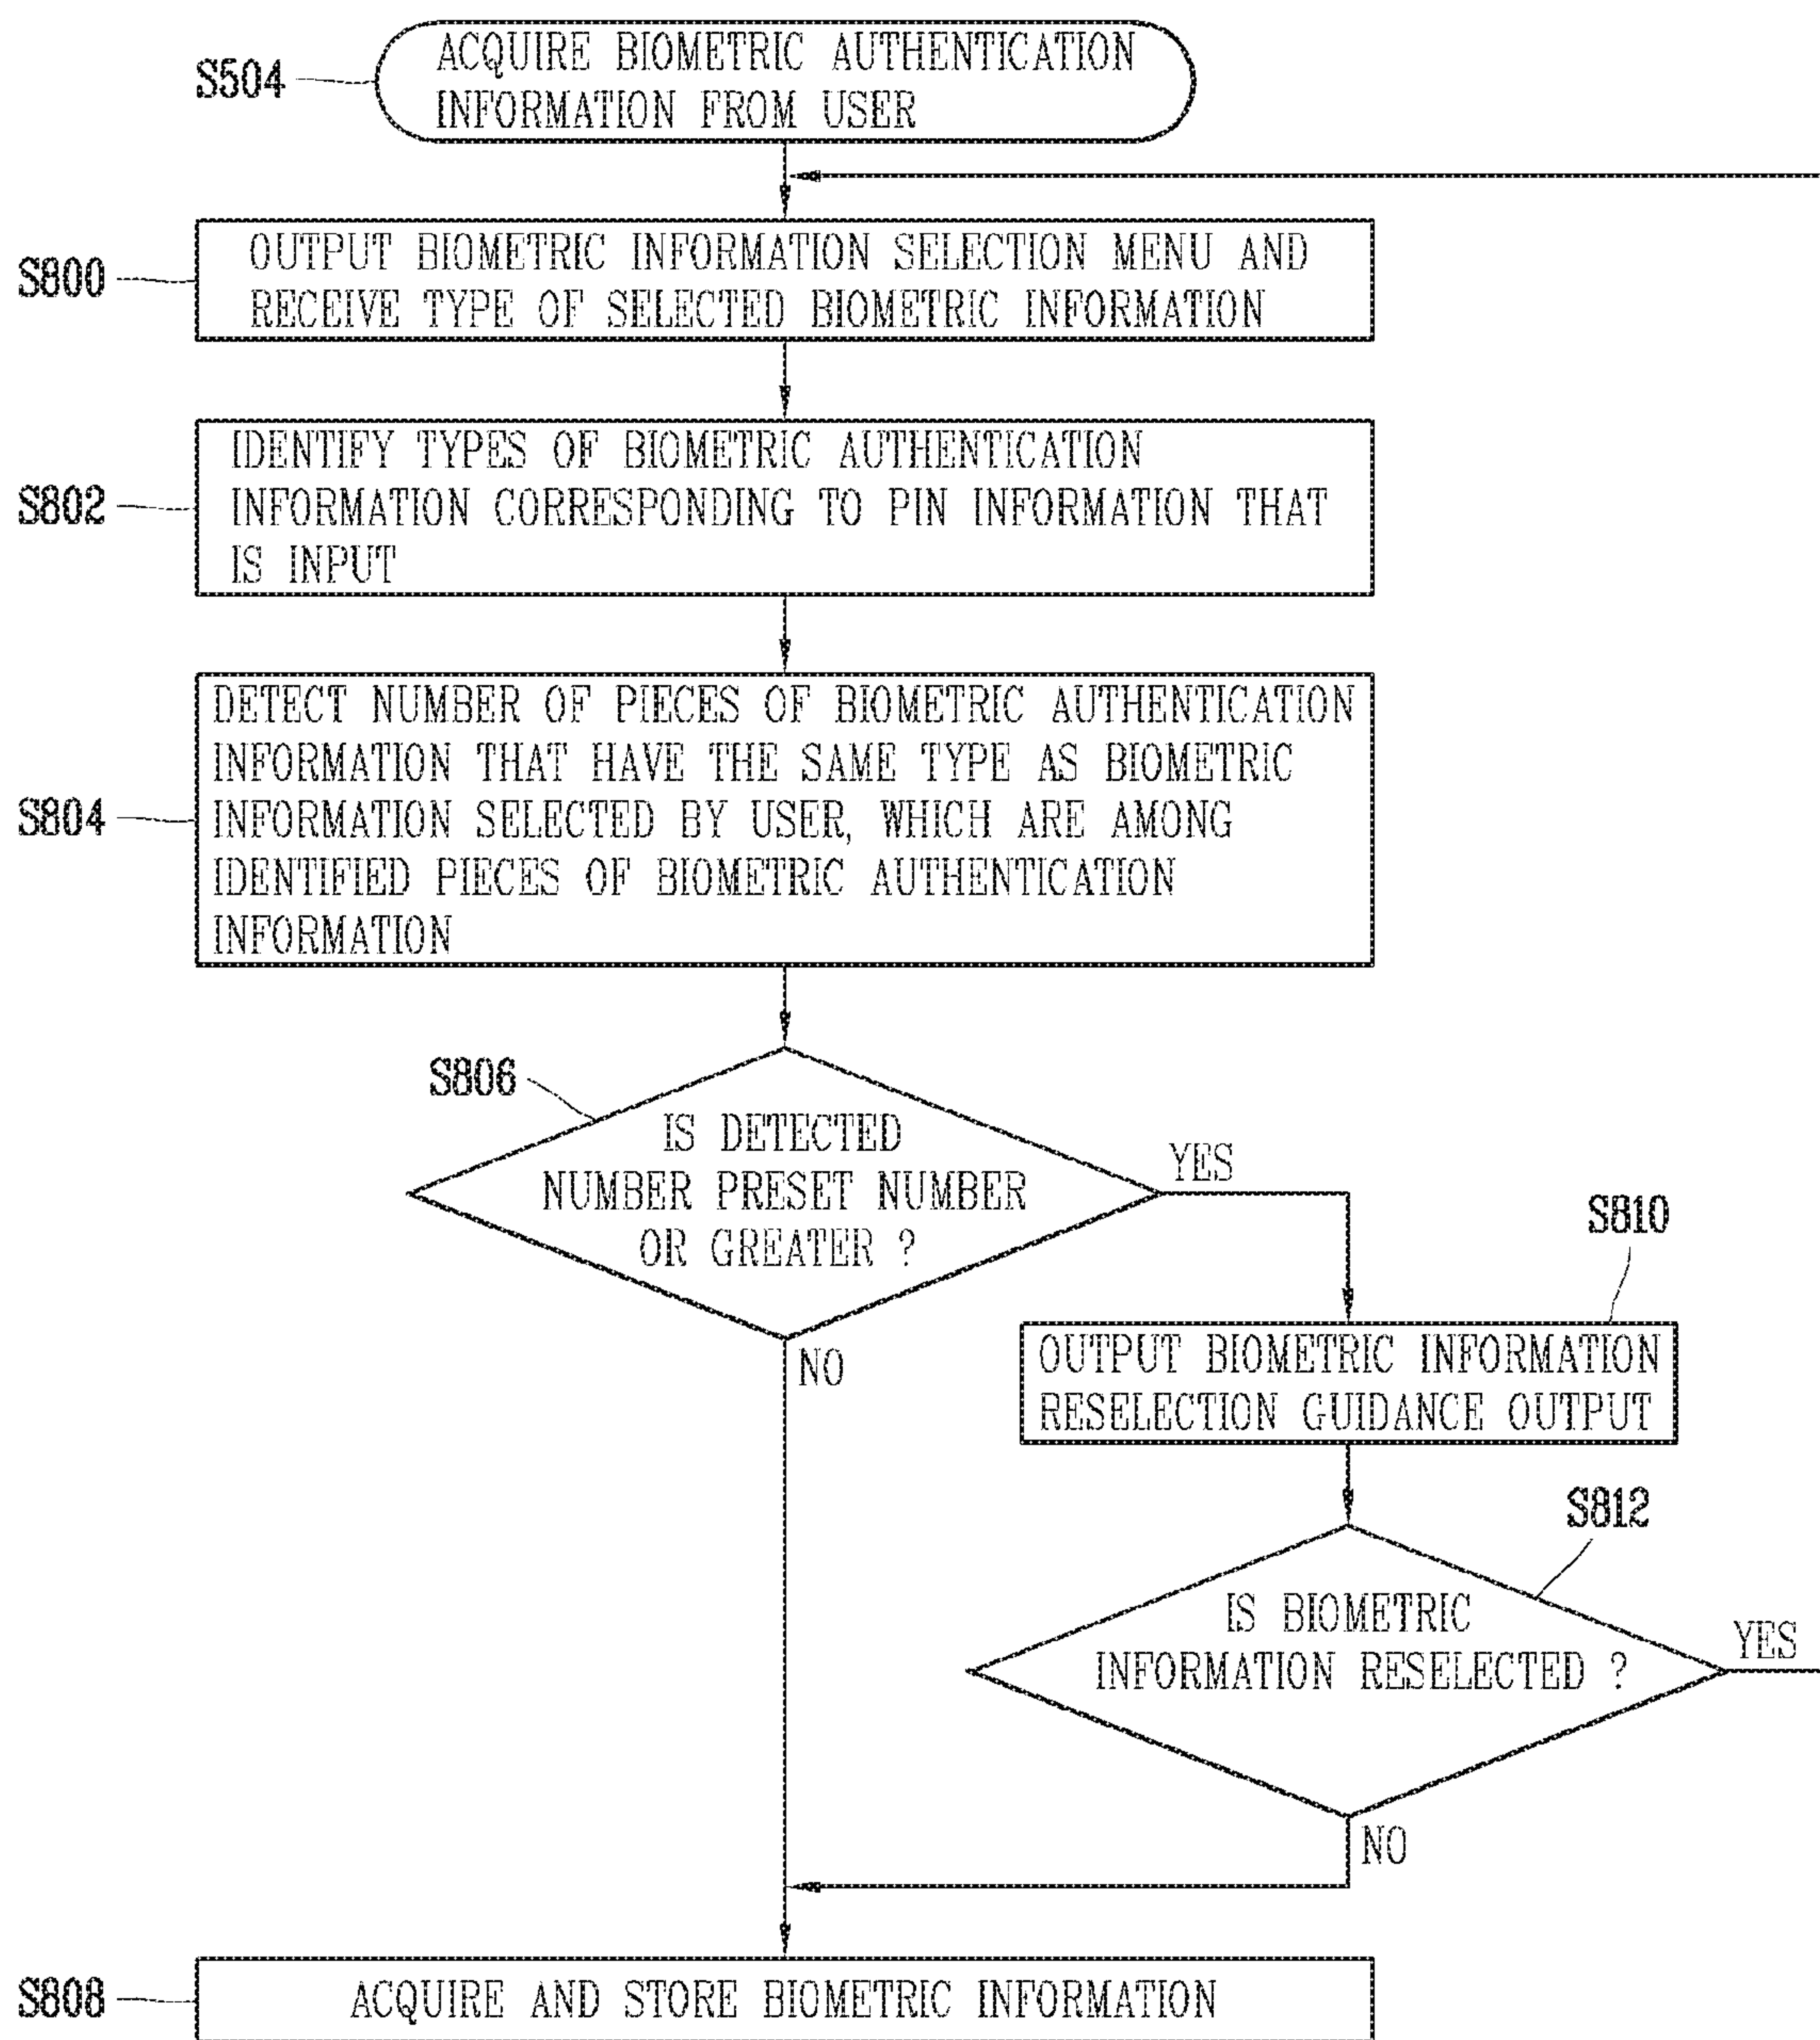 S504
ACQUIRE BIOMETRIC AUTHENTICATION
INFORMATION FROM USER
S800
OUTPUT BIOMETRIC INFORMATION SELECTION MENU AND
RECEIVE TYPE OF SELECTED BIOMETRIC INFORMATION
S802
IDENTIFY TYPES OF BIOMETRIC AUTHENTICATION
INFORMATION CORRESPONDING TO PIN INFORMATION THAT
IS INPUT
S804
DETECT NUMBER OF PIECES OF BIOMETRIC AUTHENTICATION
INFORMATION THAT HAVE THE SAME TYPE AS BIOMETRIC
INFORMATION SELECTED BY USER, WHICH ARE AMONG
IDENTIFIED PIECES OF BIOMETRIC AUTHENTICATION
INFORMATION
S806
IS DETECTED
NUMBER PRESET NUMBER
OR GREATER ?
YES
NO
S810
OUTPUT BIOMETRIC INFORMATION
RESELECTION GUIDANCE OUTPUT
S812
IS BIOMETRIC
INFORMATION RESELECTED ?
YES
NO
S808
ACQUIRE AND STORE BIOMETRIC INFORMATION